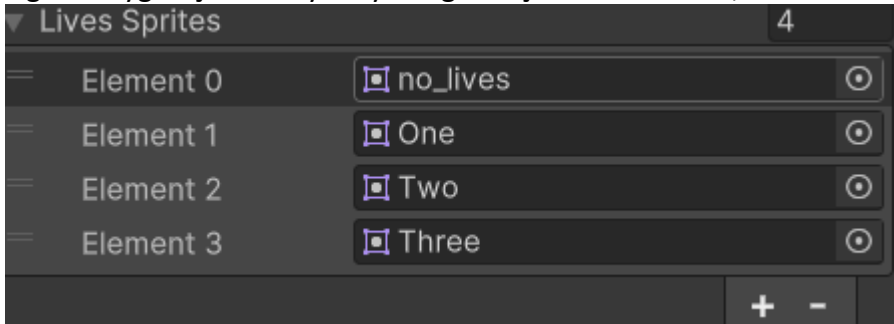 Lives Sprites 4
Element 0 no_lives
Element 1 One
Element 2 Two
Element 3 Three
+ -